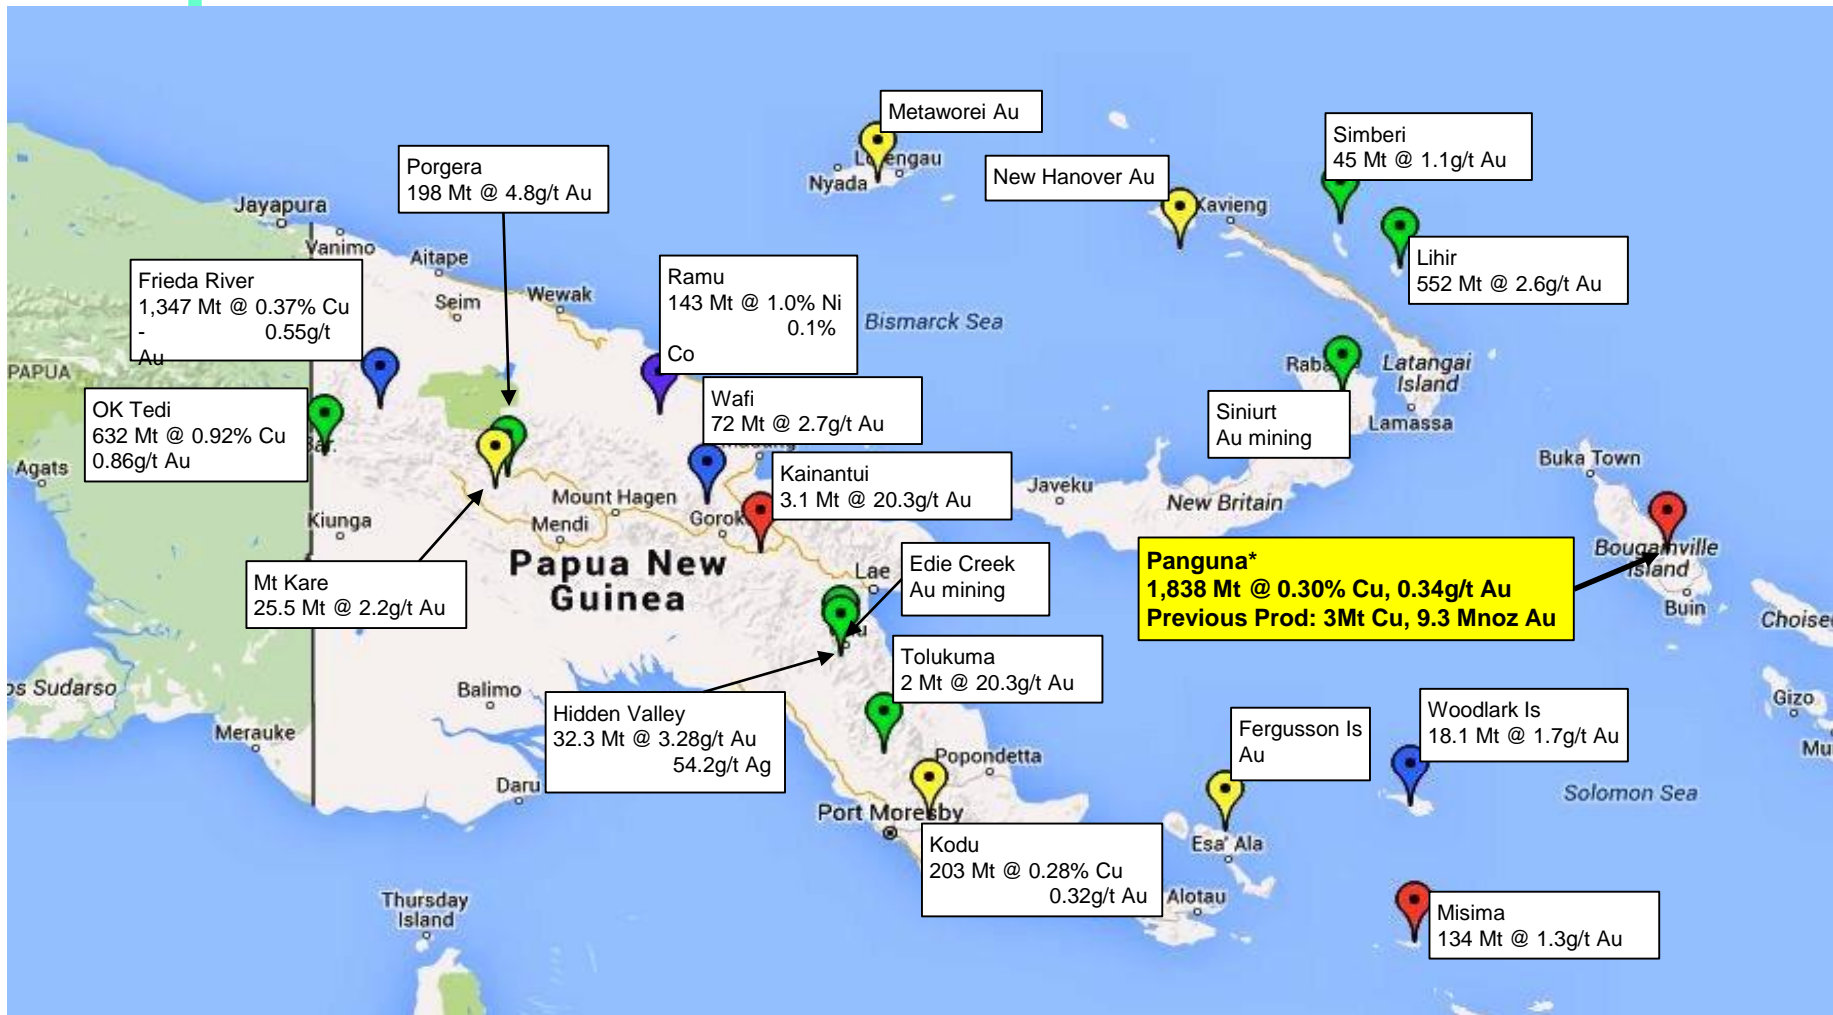 Metaworei Au
Simberi
45 Mt @ 1.1g/t Au
Porgera
198 Mt @ 4.8g/t Au
New Hanover Au
Nyada
Kavieng
Jayapura
Vanimo
Aitape
Lihir
552 Mt @ 2.6g/t Au
Frieda River
1,347 Mt @ 0.37% Cu
-
0.55g/t
Au
Seim
Wewak
Ramu
143 Mt @ 1.0% Ni
0.1%
Co
Bismarck Sea
PAPUA
Latangai
Island
Lamassa
OK Tedi
632 Mt @ 0.92% Cu
0.86g/t Au
Wafi
72 Mt @ 2.7g/t Au
Siniurt
Au mining
Agats
Kainantui
3.1 Mt @ 20.3g/t Au
Buka Town
Javeku
New Britain
Mount Hagen
Kiunga
Mendi
Gorok
Papua New
Guinea
Lae
Edie Creek
Au mining
Mt Kare
25.5 Mt @ 2.2g/t Au
Panguna*
1,838 Mt @ 0.30% Cu, 0.34g/t Au
Previous Prod: 3Mt Cu, 9.3 Mnoz Au
Bougainville
Island
Buin
Choise
Tolukuma
2 Mt @ 20.3g/t Au
os Sudarso
Balimo
Merauke
Hidden Valley
32.3 Mt @ 3.28g/t Au
54.2g/t Ag
Daru
Popondetta
Port Moresby
Fergusson Is
Au
Woodlark Is
18.1 Mt @ 1.7g/t Au
Gizo
Mu
Solomon Sea
Kodu
203 Mt @ 0.28% Cu
0.32g/t Au
Esa' Ala
Alotau
Thursday
Island
Misima
134 Mt @ 1.3g/t Au